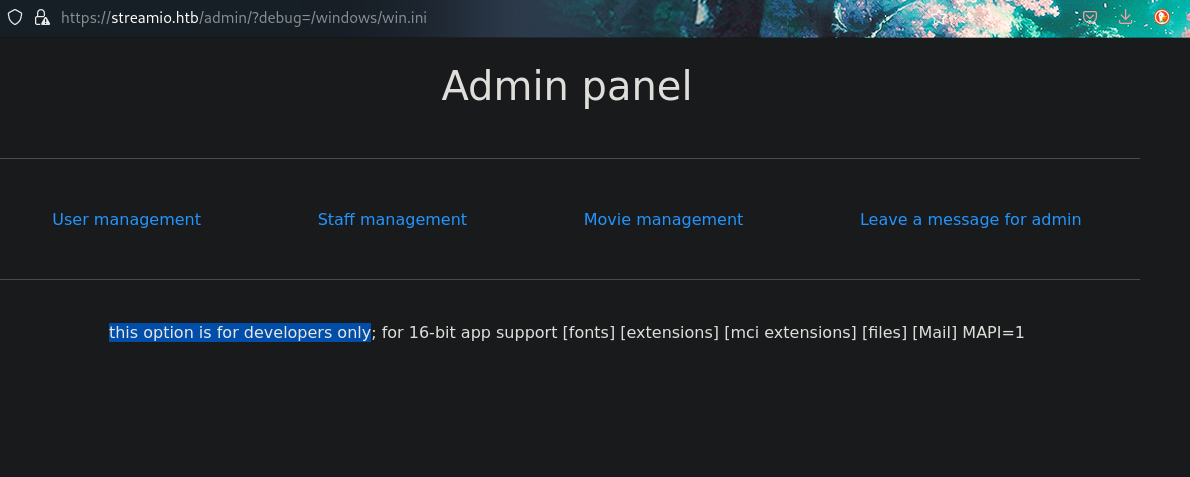 https://streamio.htb/admin/?debug=/windows/win.ini
Admin panel
User management Staff management Movie management Leave a message for admin
this option is for developers only; for 16-bit app support [fonts] [extensions] [mci extensions] [files] [Mail] MAPI=1